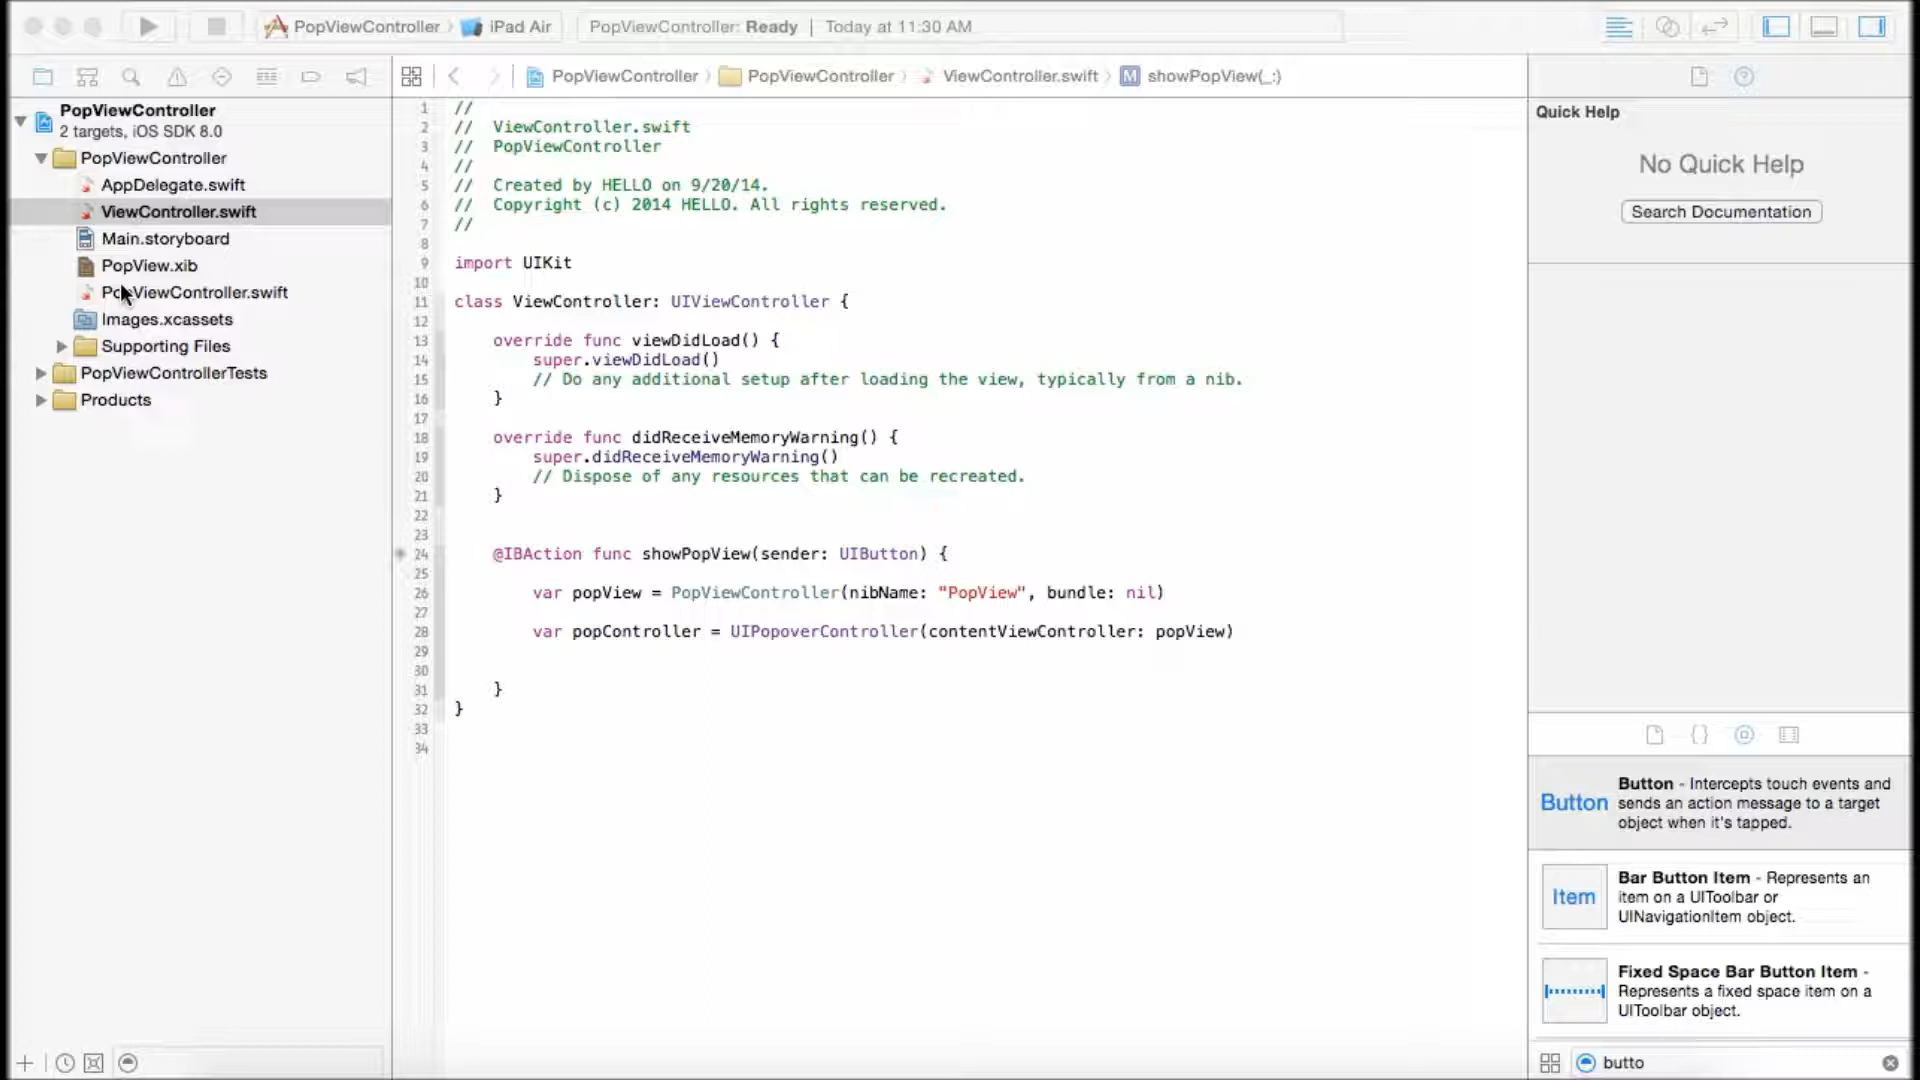 PopViewController
iPad Air
PopViewController: Ready | Today at 11:30 AM
PopViewController
PopViewController
ViewController.swift
M showPopView(_:)
PopViewController
2 targets, iOS SDK 8.0
PopViewController
AppDelegate.swift
ViewController.swift
Main.storyboard
PopView.xib
PopViewController.swift
Images.xcassets
Supporting Files
PopViewControllerTests
Products
1 //
2 // ViewController.swift
3 // PopViewController
4 //
5 // Created by HELLO on 9/20/14.
6 // Copyright (c) 2014 HELLO. All rights reserved.
7 //
8
9 import UIKit
10
11 class ViewController: UIViewController {
12
13 override func viewDidLoad() {
14 super.viewDidLoad()
15 // Do any additional setup after loading the view, typically from a nib.
16 }
17
18 override func didReceiveMemoryWarning() {
19 super.didReceiveMemoryWarning()
20 // Dispose of any resources that can be recreated.
21 }
22
23
24 @IBAction func showPopView(sender: UIButton) {
25
26 var popView = PopViewController(nibName: "PopView", bundle: nil)
27
28 var popController = UIPopoverController(contentViewController: popView)
29
30
31 }
32 }
33
34
Quick Help
No Quick Help
Search Documentation
Button
Button - Intercepts touch events and
sends an action message to a target
object when it's tapped.
Item
Bar Button Item - Represents an
item on a UIToolbar or
UINavigationItem object.
Fixed Space Bar Button Item -
Represents a fixed space item on a
UIToolbar object.
butto